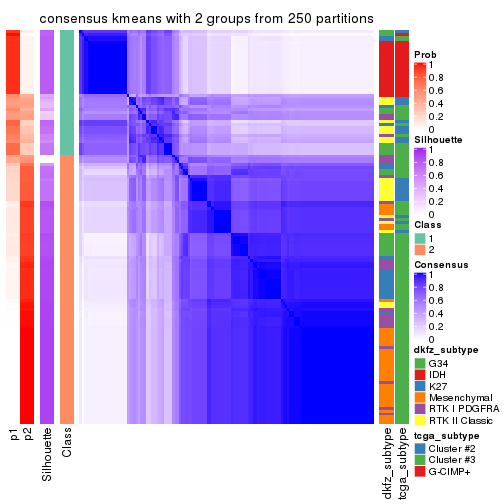 consensus kmeans with 2 groups from 250 partitions
Prob
1
0.8
0.6
0.4
0.2
0
Silhouette
1
0.8
0.6
0.4
0.2
0
Class
1
2
Consensus
1
0.8
0.6
0.4
0.2
0
dkfz_subtype
G34
IDH
K27
Mesenchymal
RTK I PDGFRA
RTK II Classic
tcga_subtype
Cluster #2
Cluster #3
G-CIMP+
p1
p2
Silhouette
Class
dkfz_subtype
tcga_subtype